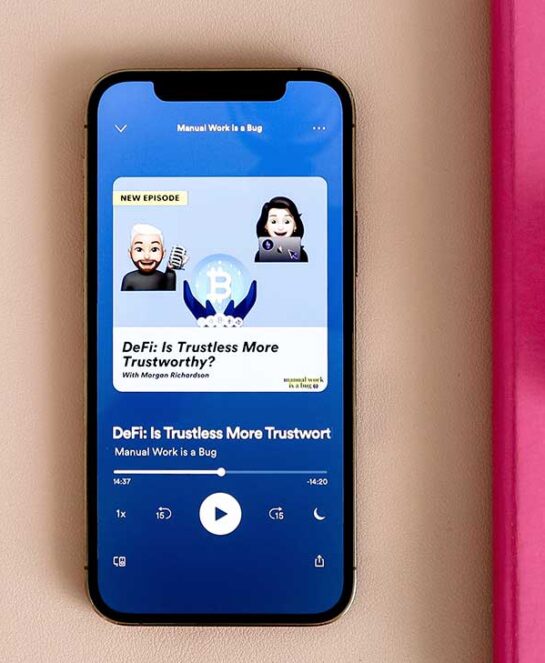 Manual Work is a Bug
NEW EPISODE
DeFi: Is Trustless More
Trustworthy?
With Morgan Richardson
manual work
is a bug
DeFi: Is Trustless More Trustwort
Manual Work is a Bug
14:37
-14:20
1x
15
15